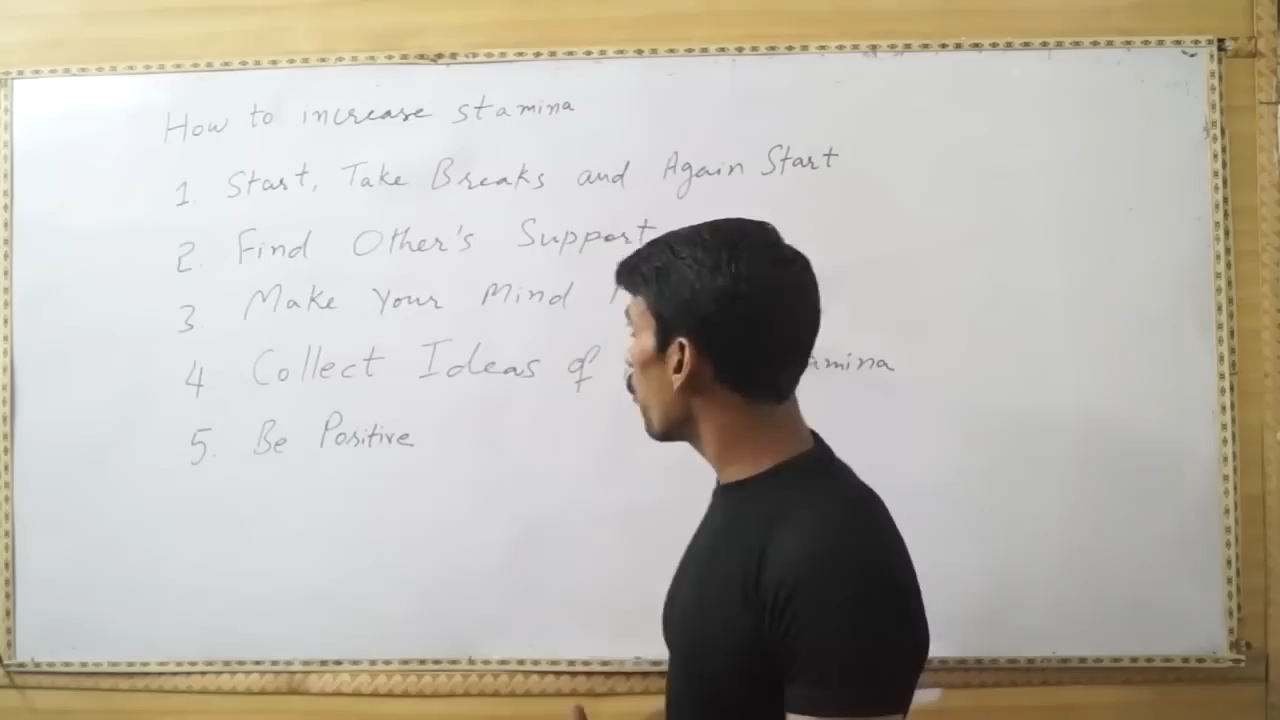 How to increase stamina
1. Start, Take Breaks and Again Start
2. Find Other's Support
3. Make Your Mind
4 Collect Ideas of
5. Be Positive